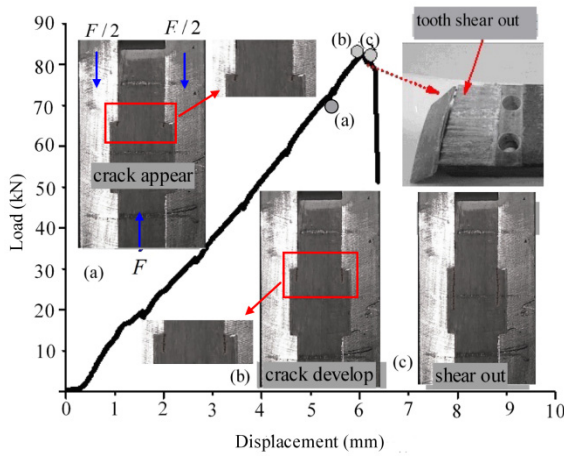 F / 2
F / 2
(b)
(c)
tooth shear out
90
80
70
60
50
40
30
20
10
Load (kN)
(a)
crack appear
(a)
F
(b)
crack develop
(c)
shear out
0
1
2
3
4
5
6
7
8
9
10
Displacement (mm)